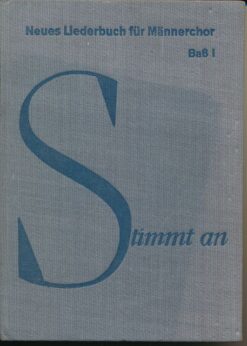 Neues Liederbuch für Männerchor
Baß I
Stimmt an